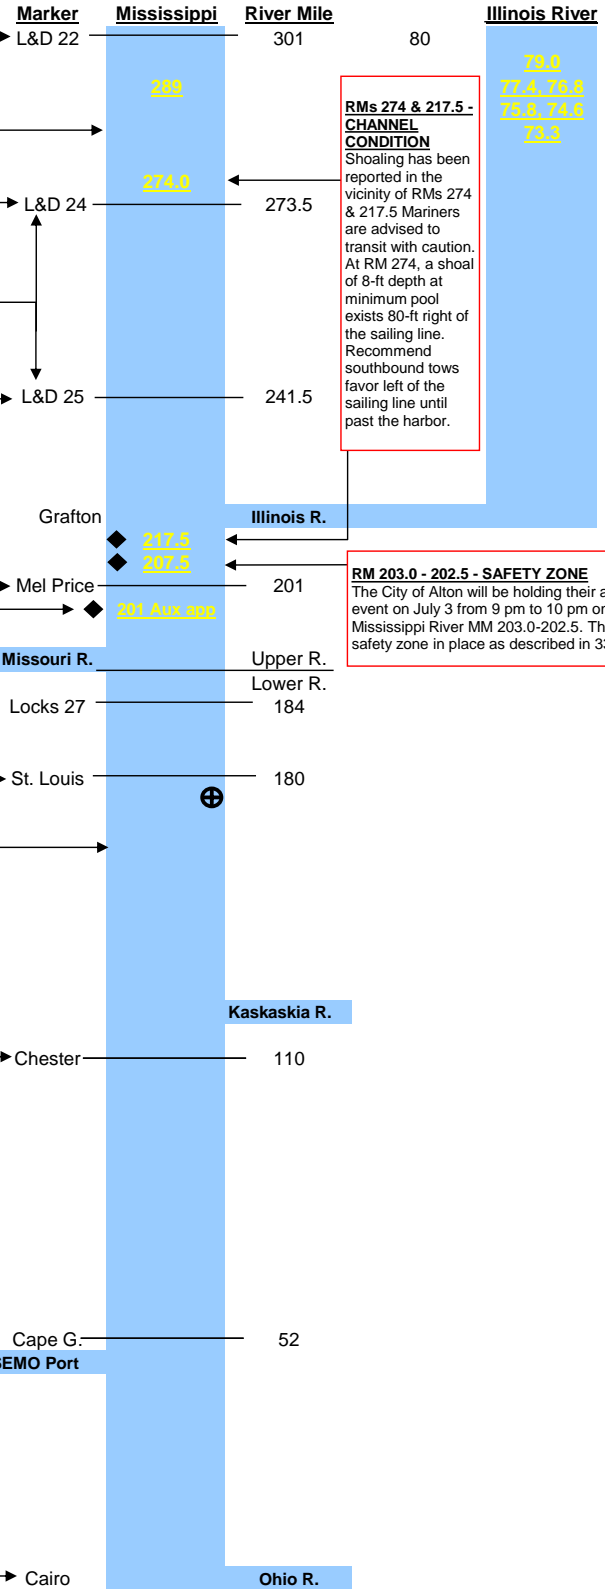 Marker Mississippi River Mile Illinois River
L&D 22 301 80
79.0
289
77.4, 76.8
75.8, 74.6
73.3
RMs 274 & 217.5 -
CHANNEL
CONDITION
Shoaling has been
reported in the
vicinity of RMs 274
& 217.5 Mariners
are advised to
transit with caution.
At RM 274, a shoal
of 8-ft depth at
minimum pool
exists 80-ft right of
the sailing line.
Recommend
southbound tows
favor left of the
sailing line until
past the harbor.
274.0
L&D 24 273.5
L&D 25 241.5
Grafton Illinois R.
217.5
207.5
Mel Price 201
201 Aux app
RM 203.0 - 202.5 - SAFETY ZONE
The City of Alton will be holding their a
event on July 3 from 9 pm to 10 pm on
Mississippi River MM 203.0-202.5. Th
safety zone in place as described in 33
Missouri R. Upper R.
Lower R.
Locks 27 184
St. Louis 180
Kaskaskia R.
Chester 110
Cape G. 52
SEMO Port
Cairo Ohio R.